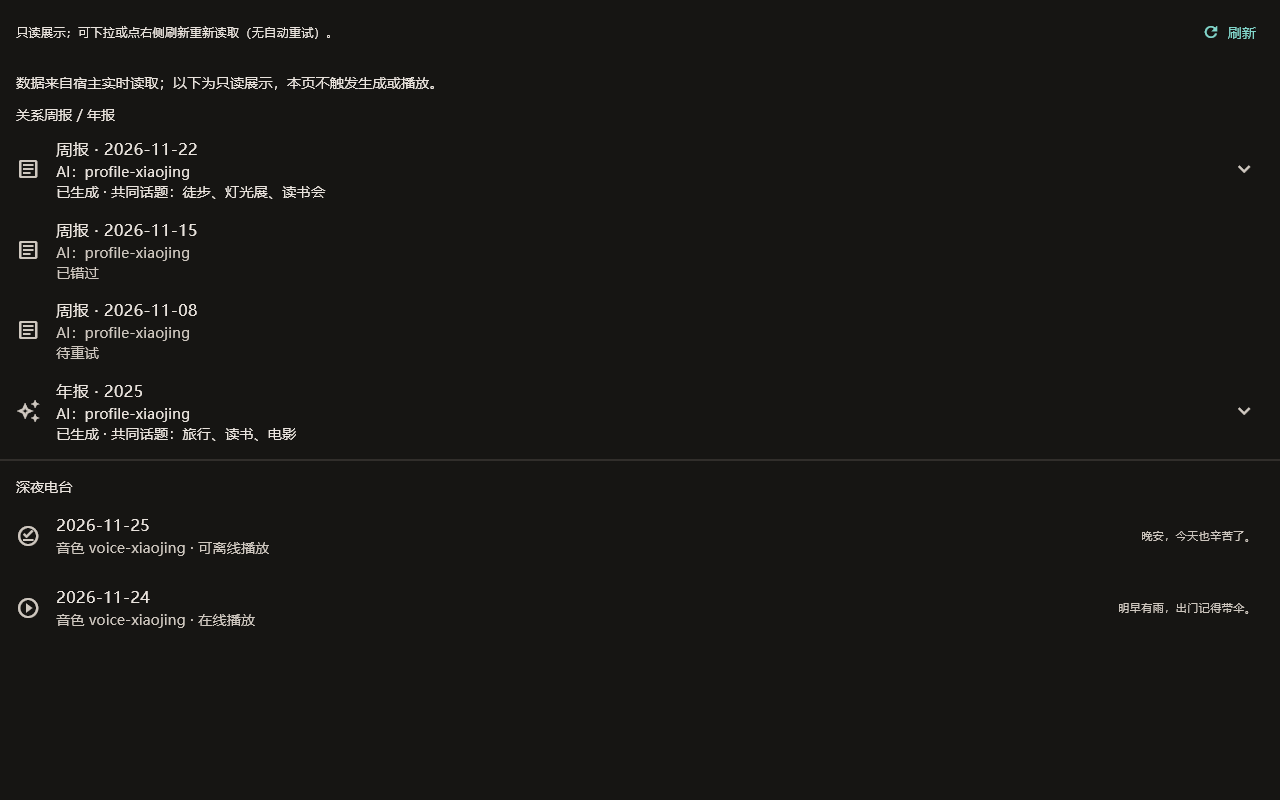 只读展示；可下拉或点右侧刷新重新读取（无自动重试）。
刷新
数据来自宿主实时读取；以下为只读展示，本页不触发生成或播放。
关系周报 / 年报
周报 · 2026-11-22
AI：profile-xiaojing
已生成 · 共同话题：徒步、灯光展、读书会
周报 · 2026-11-15
AI：profile-xiaojing
已错过
周报 · 2026-11-08
AI：profile-xiaojing
待重试
年报 · 2025
AI：profile-xiaojing
已生成 · 共同话题：旅行、读书、电影
深夜电台
2026-11-25
音色 voice-xiaojing · 可离线播放
晚安，今天也辛苦了。
2026-11-24
音色 voice-xiaojing · 在线播放
明早有雨，出门记得带伞。